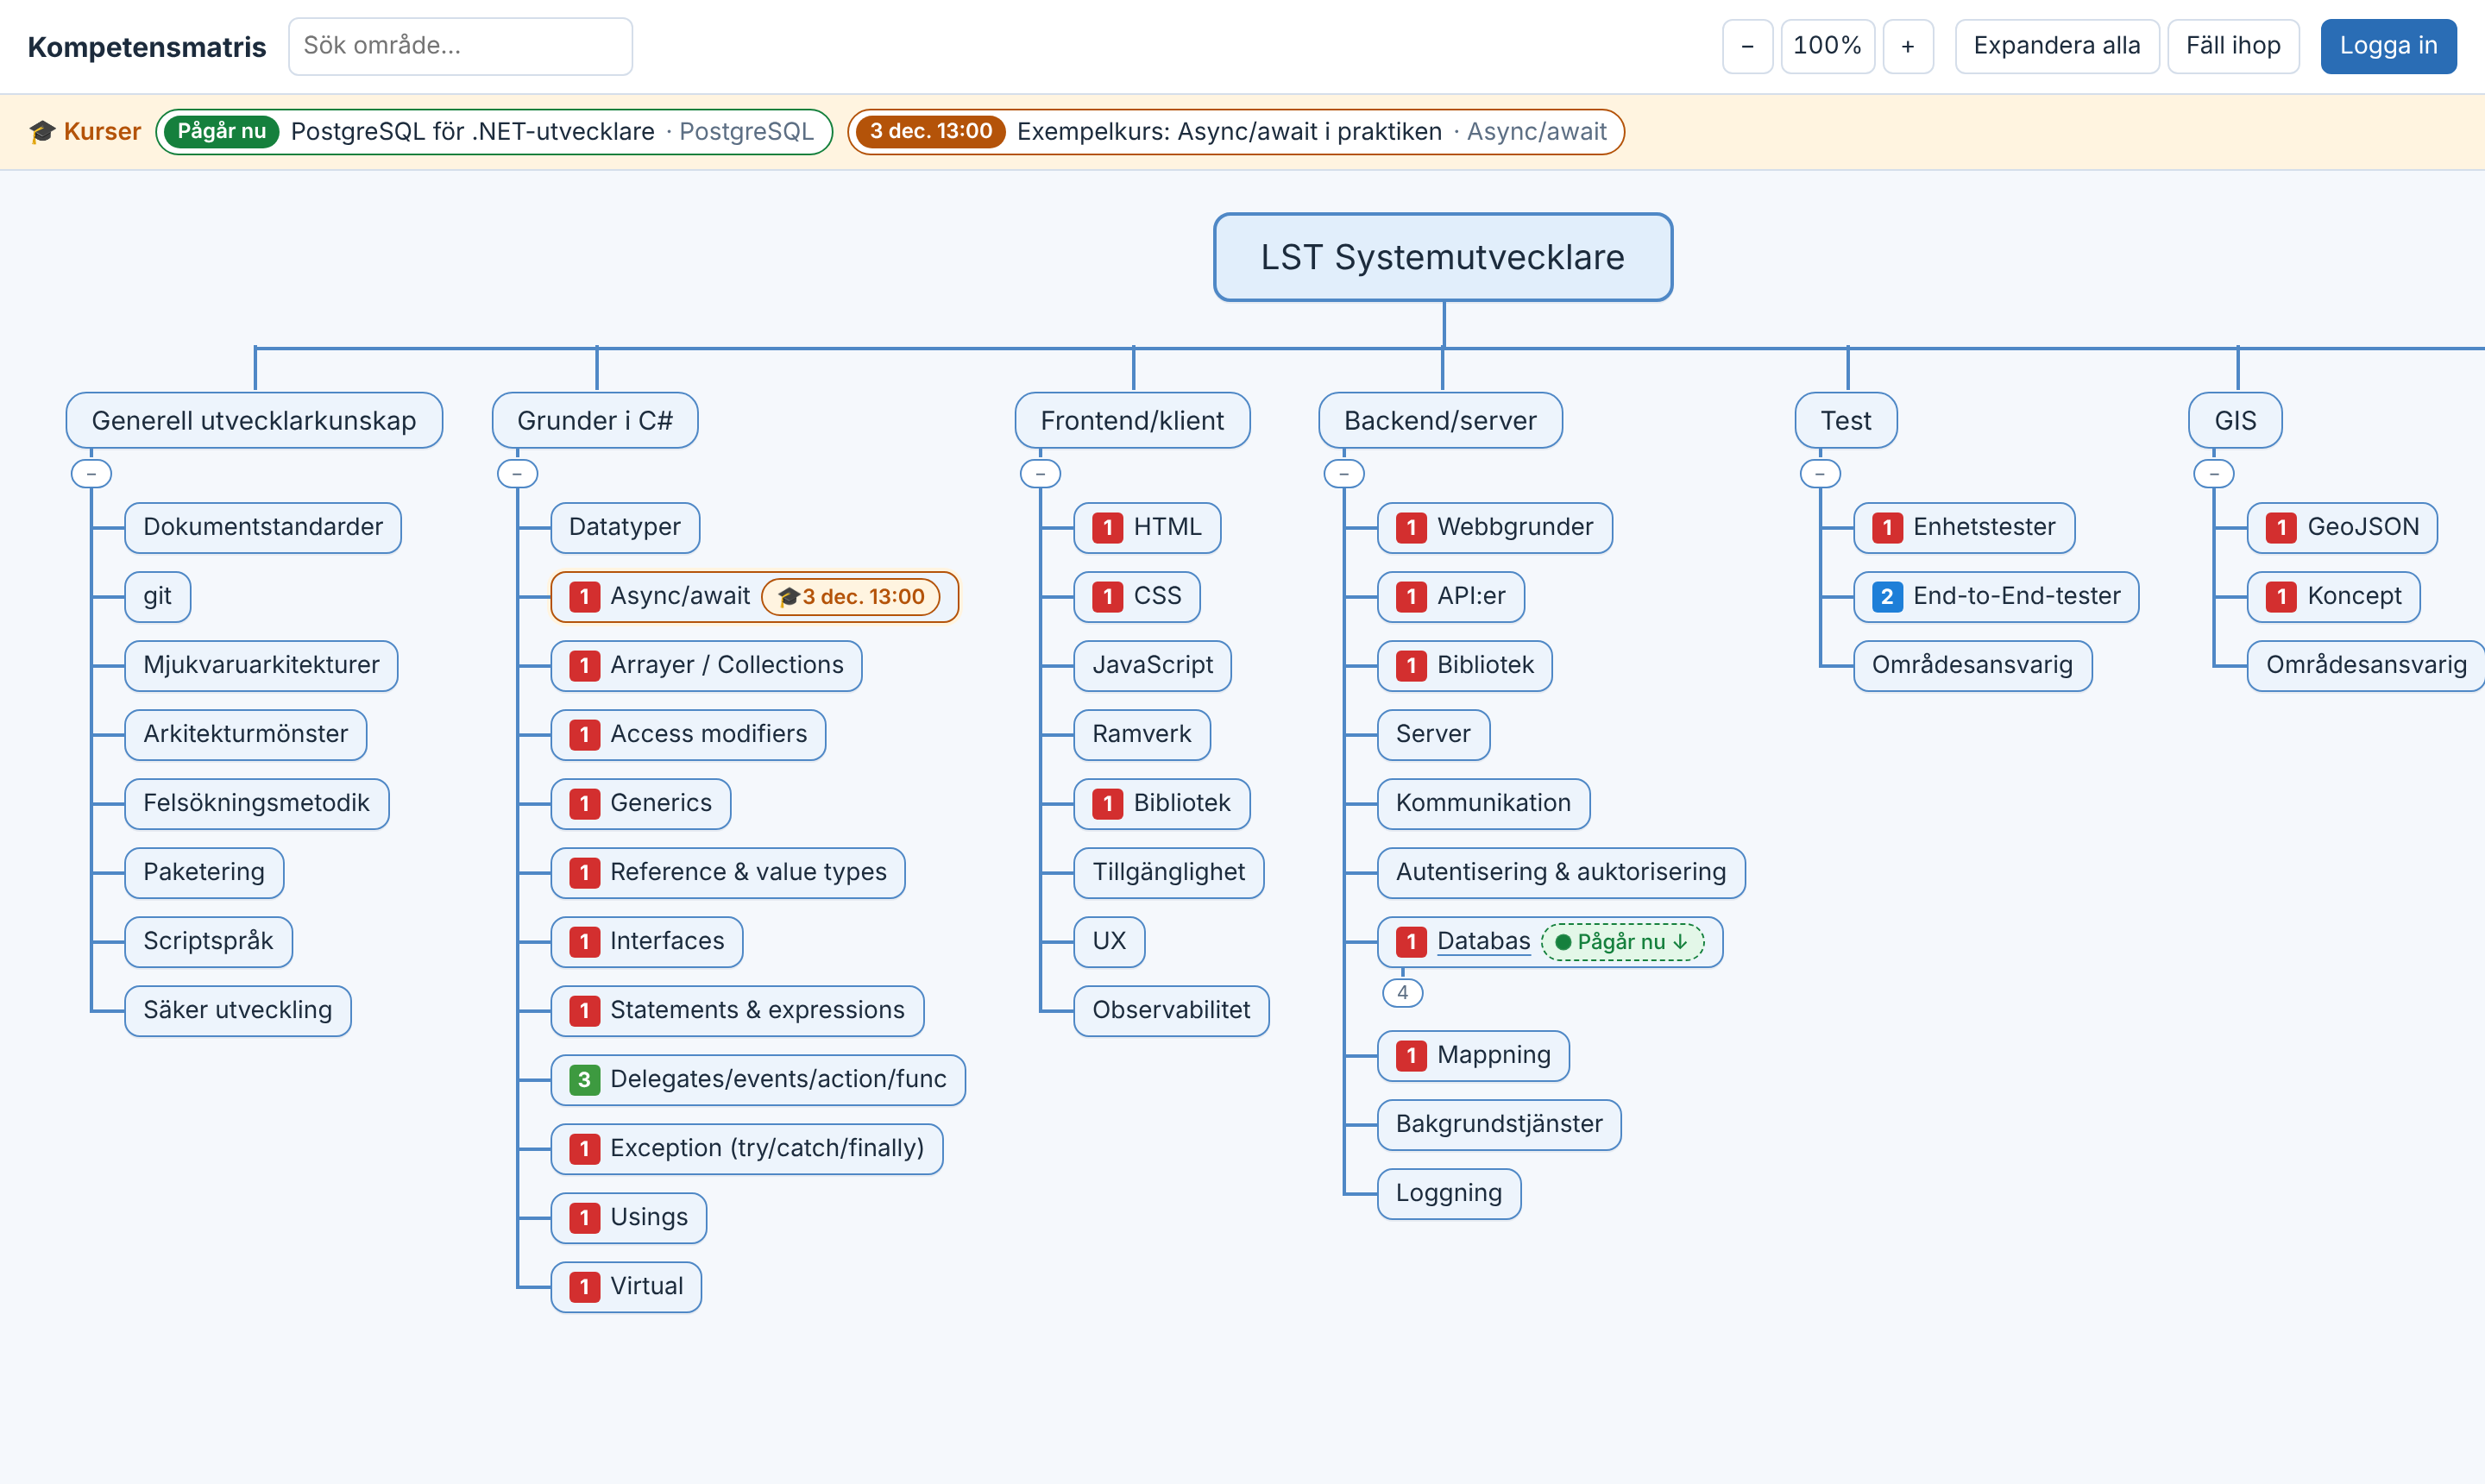 Kompetensmatris
Sök område...
− 100% +
Expandera alla
Fäll ihop
Logga in
🎓 Kurser
Pågår nu PostgreSQL för .NET-utvecklare · PostgreSQL
3 dec. 13:00 Exempelkurs: Async/await i praktiken · Async/await
LST Systemutvecklare
Generell utvecklarkunskap
−
Dokumentstandarder
git
Mjukvaruarkitekturer
Arkitekturmönster
Felsökningsmetodik
Paketering
Scriptspråk
Säker utveckling
Grunder i C#
−
Datatyper
1 Async/await 🎓3 dec. 13:00
1 Arrayer / Collections
1 Access modifiers
1 Generics
1 Reference & value types
1 Interfaces
1 Statements & expressions
3 Delegates/events/action/func
1 Exception (try/catch/finally)
1 Usings
1 Virtual
Frontend/klient
−
1 HTML
1 CSS
JavaScript
Ramverk
1 Bibliotek
Tillgänglighet
UX
Observabilitet
Backend/server
−
1 Webbgrunder
1 API:er
1 Bibliotek
Server
Kommunikation
Autentisering & auktorisering
1 Databas ● Pågår nu ↓
4
1 Mappning
Bakgrundstjänster
Loggning
Test
−
1 Enhetstester
2 End-to-End-tester
Områdesansvarig
GIS
−
1 GeoJSON
1 Koncept
Områdesansvarig